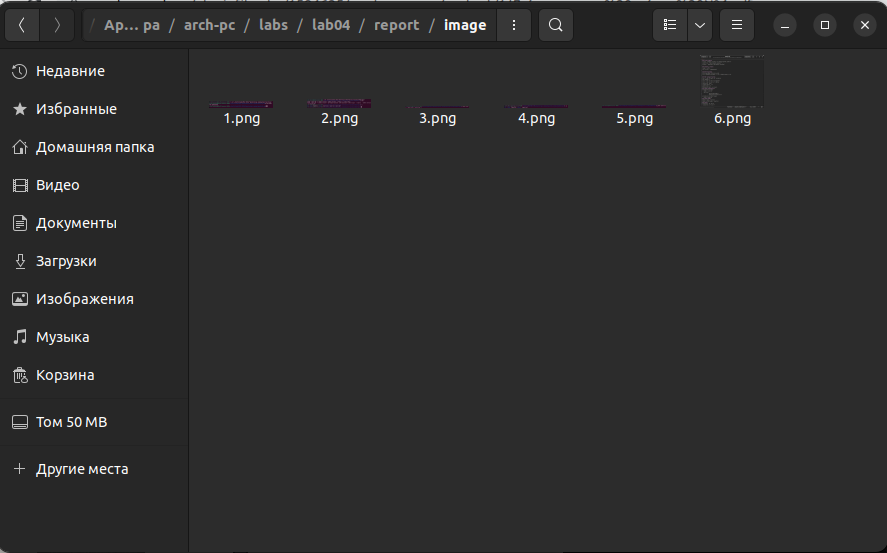 Ap… pa / arch-pc / labs / lab04 / report / image
Недавние
Избранные
Домашняя папка
Видео
Документы
Загрузки
Изображения
Музыка
Корзина
Том 50 MB
Другие места
1.png 2.png 3.png 4.png 5.png 6.png